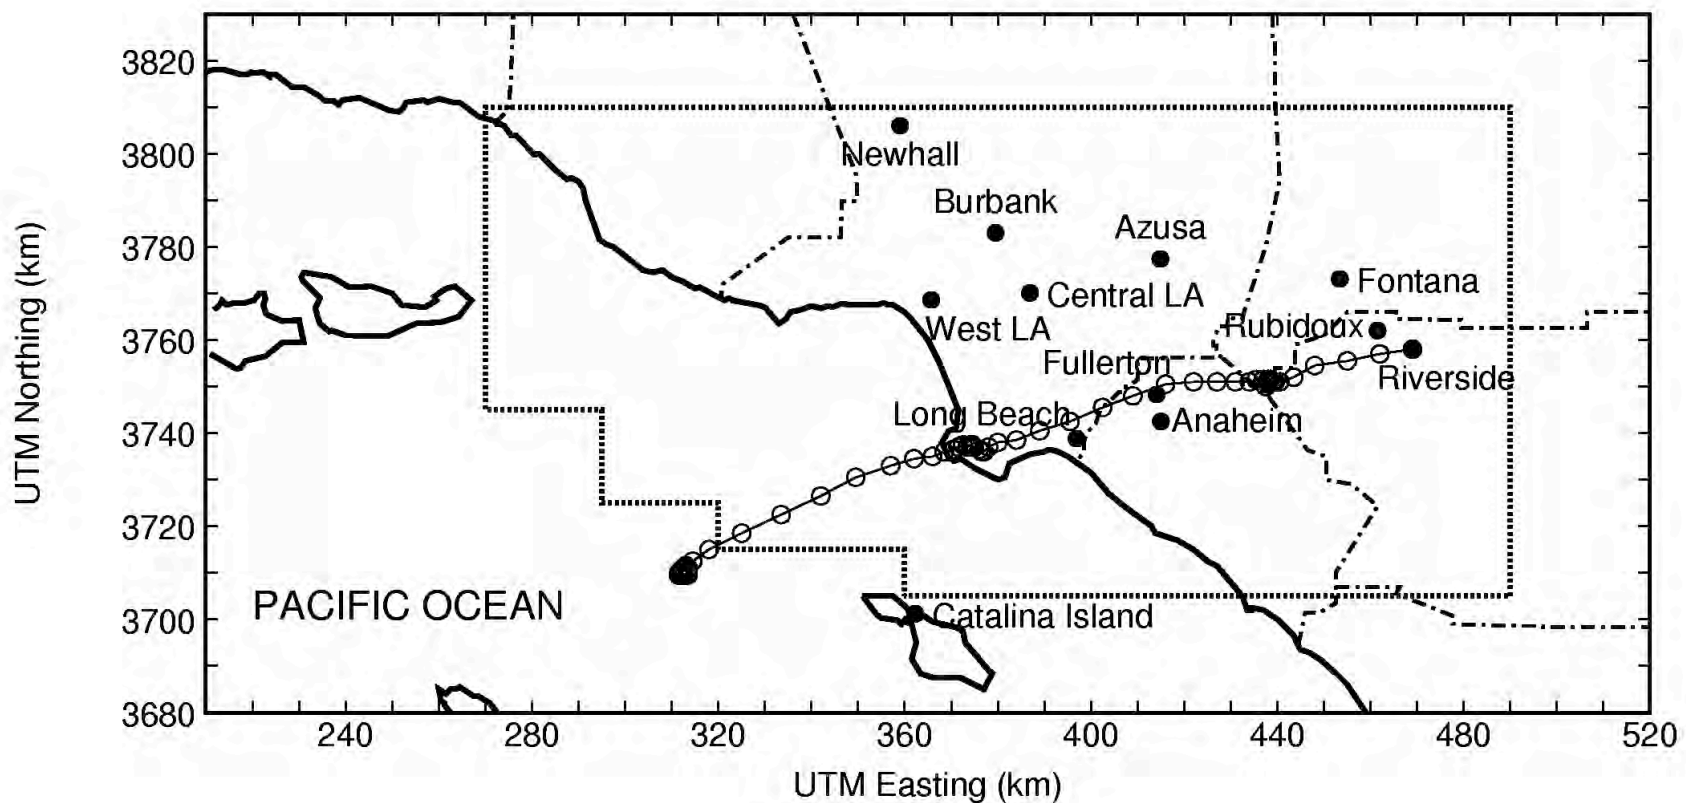 3820
3800
3780
3760
3740
3720
3700
3680
UTM Northing (km)
Newhall
Burbank
Azusa
Fontana
Central LA
West LA
Rubidoux
Fullerton
Riverside
Long Beach
Anaheim
PACIFIC OCEAN
Catalina Island
240 280 320 360 400 440 480 520
UTM Easting (km)